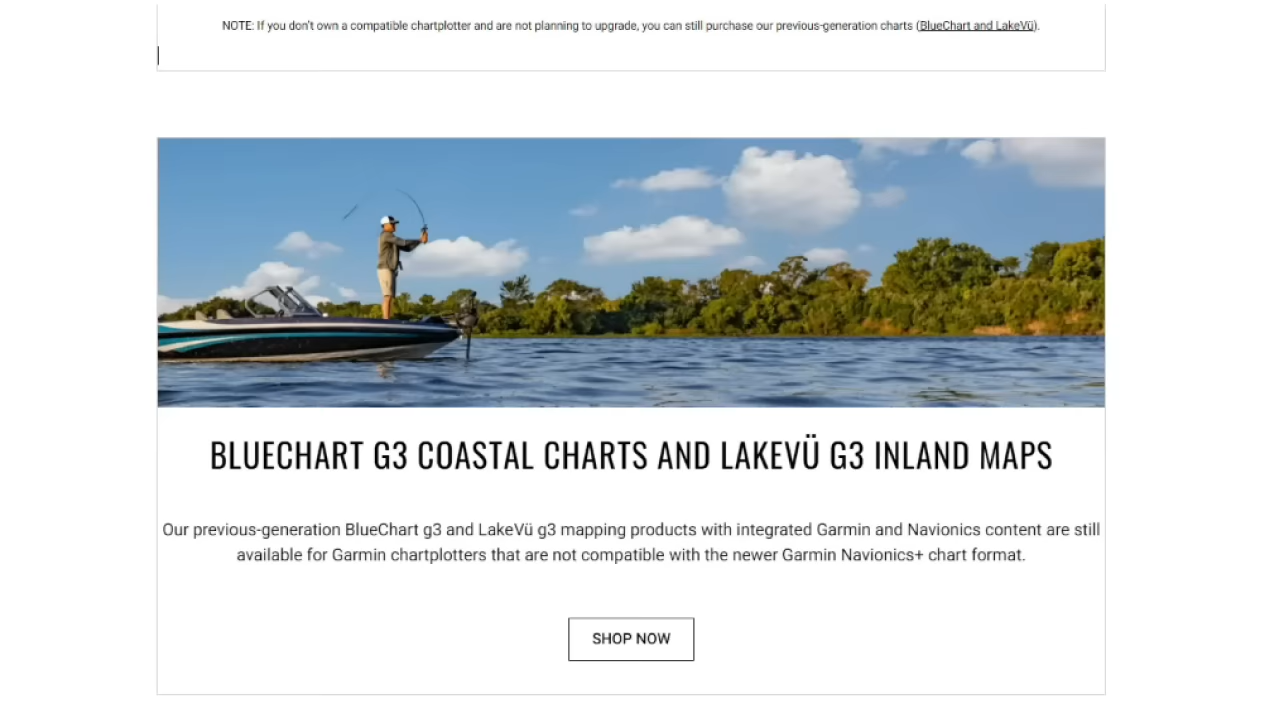 NOTE: If you don't own a compatible chartplotter and are not planning to upgrade, you can still purchase our previous-generation charts (BlueChart and LakeVü).
BLUECHART G3 COASTAL CHARTS AND LAKEVÜ G3 INLAND MAPS
Our previous-generation BlueChart g3 and LakeVü g3 mapping products with integrated Garmin and Navionics content are still
available for Garmin chartplotters that are not compatible with the newer Garmin Navionics+ chart format.
SHOP NOW